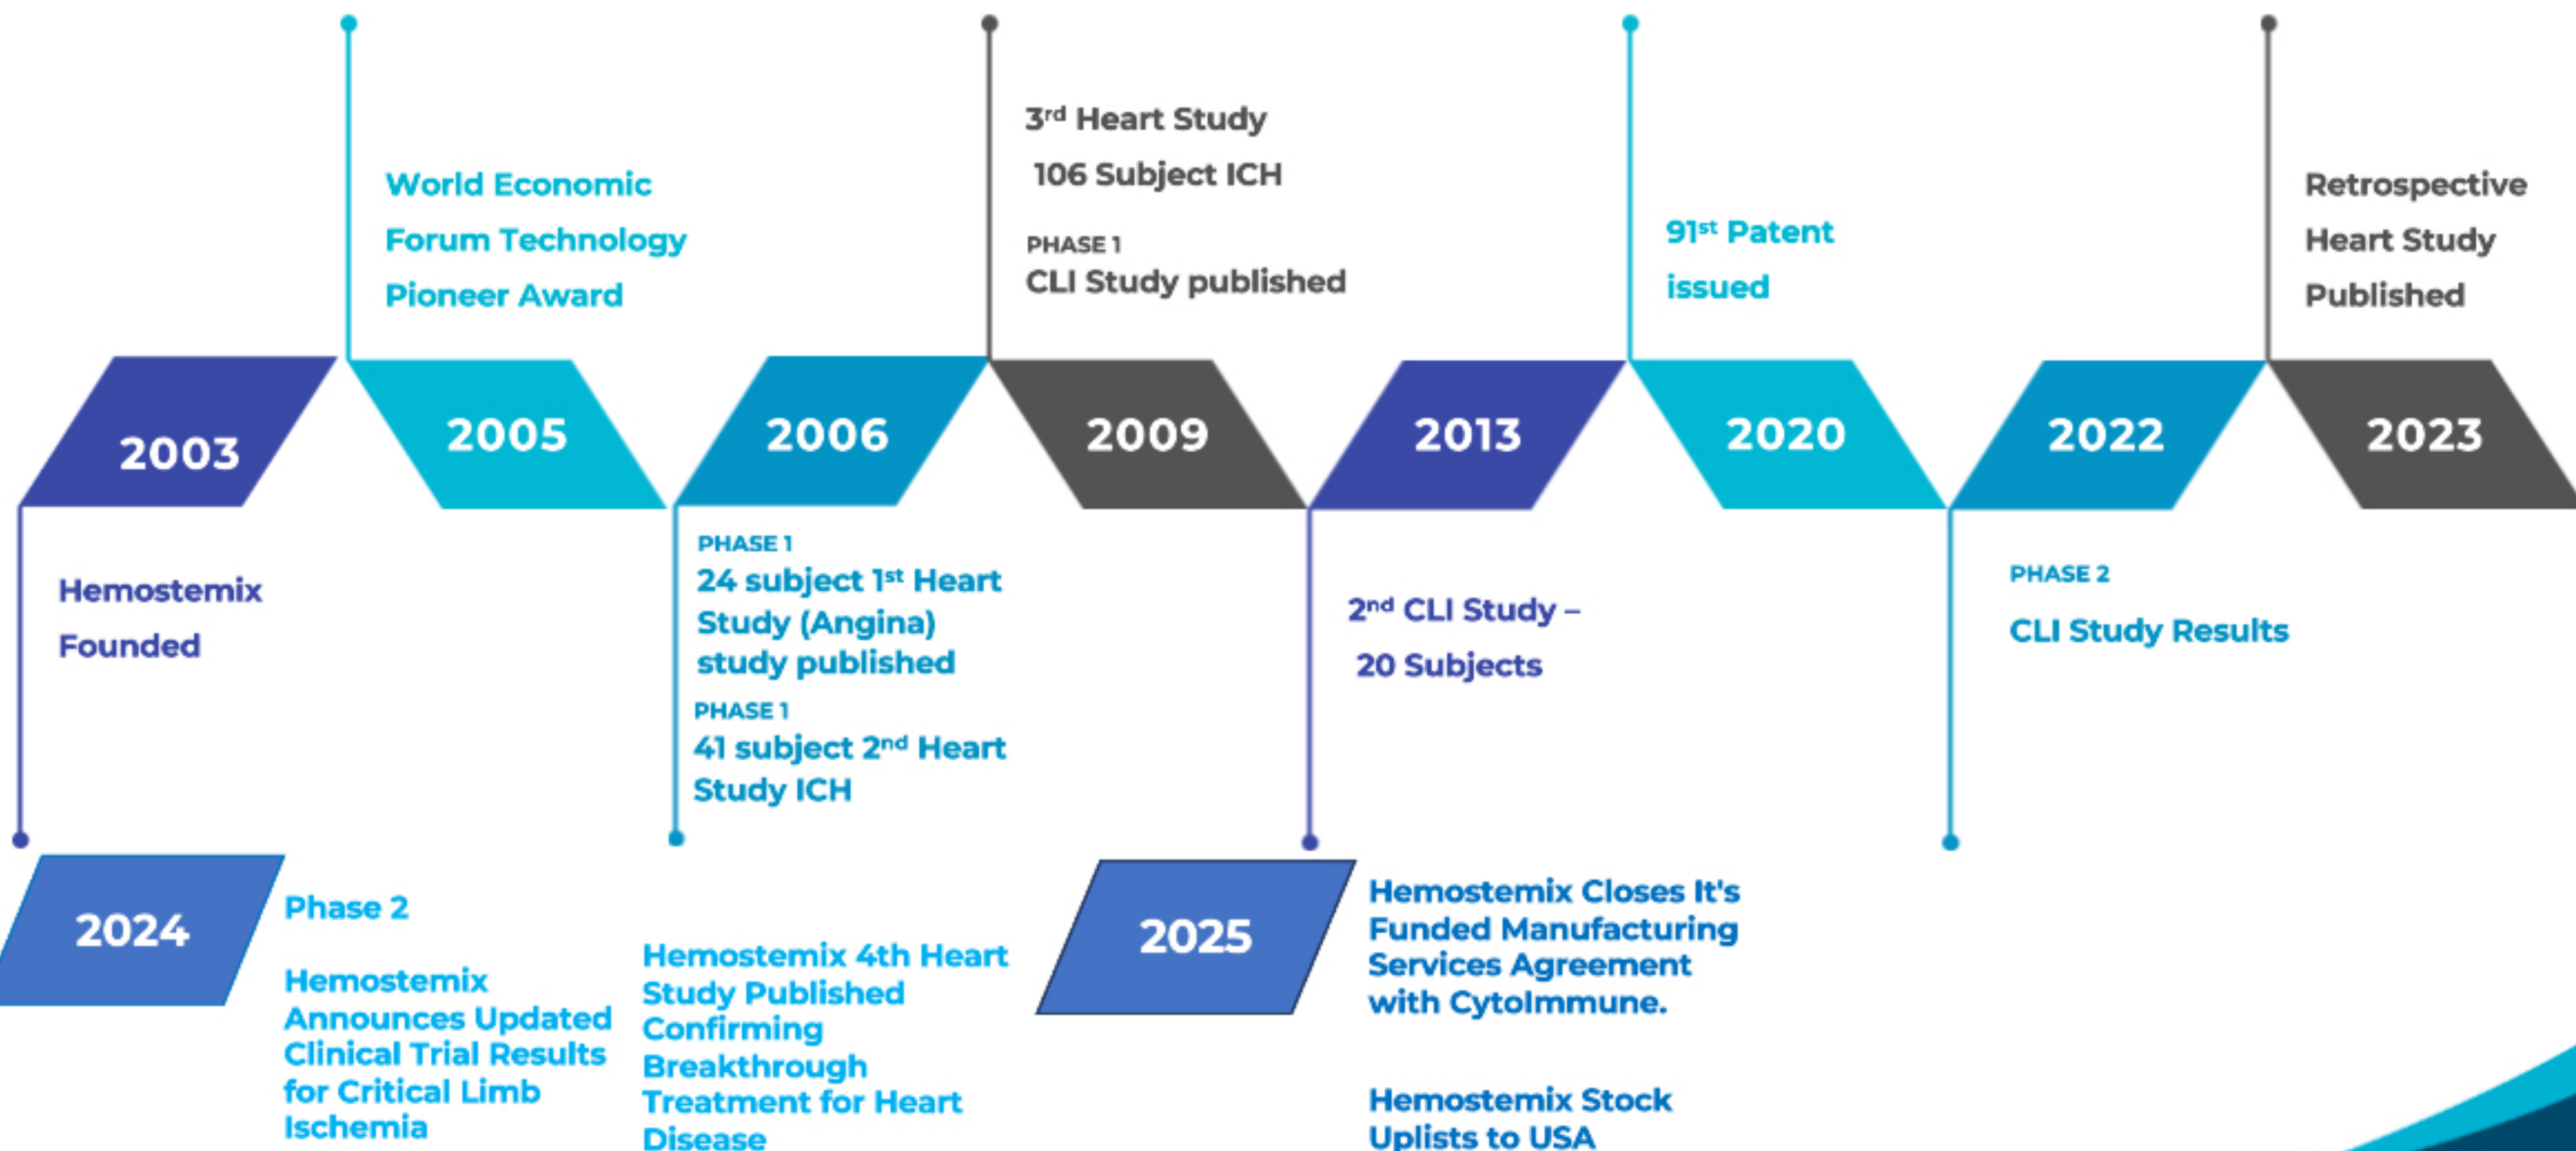 2003
Hemostemix
Founded
2005
World Economic
Forum Technology
Pioneer Award
2006
PHASE 1
24 subject 1st Heart
Study (Angina)
study published
PHASE 1
41 subject 2nd Heart
Study ICH
2009
3rd Heart Study
106 Subject ICH
PHASE 1
CLI Study published
2013
2nd CLI Study –
20 Subjects
2020
91st Patent
issued
2022
PHASE 2
CLI Study Results
2023
Retrospective
Heart Study
Published
2024
Phase 2
Hemostemix
Announces Updated
Clinical Trial Results
for Critical Limb
Ischemia
Hemostemix 4th Heart
Study Published
Confirming
Breakthrough
Treatment for Heart
Disease
2025
Hemostemix Closes It's
Funded Manufacturing
Services Agreement
with CytoImmune.
Hemostemix Stock
Uplists to USA